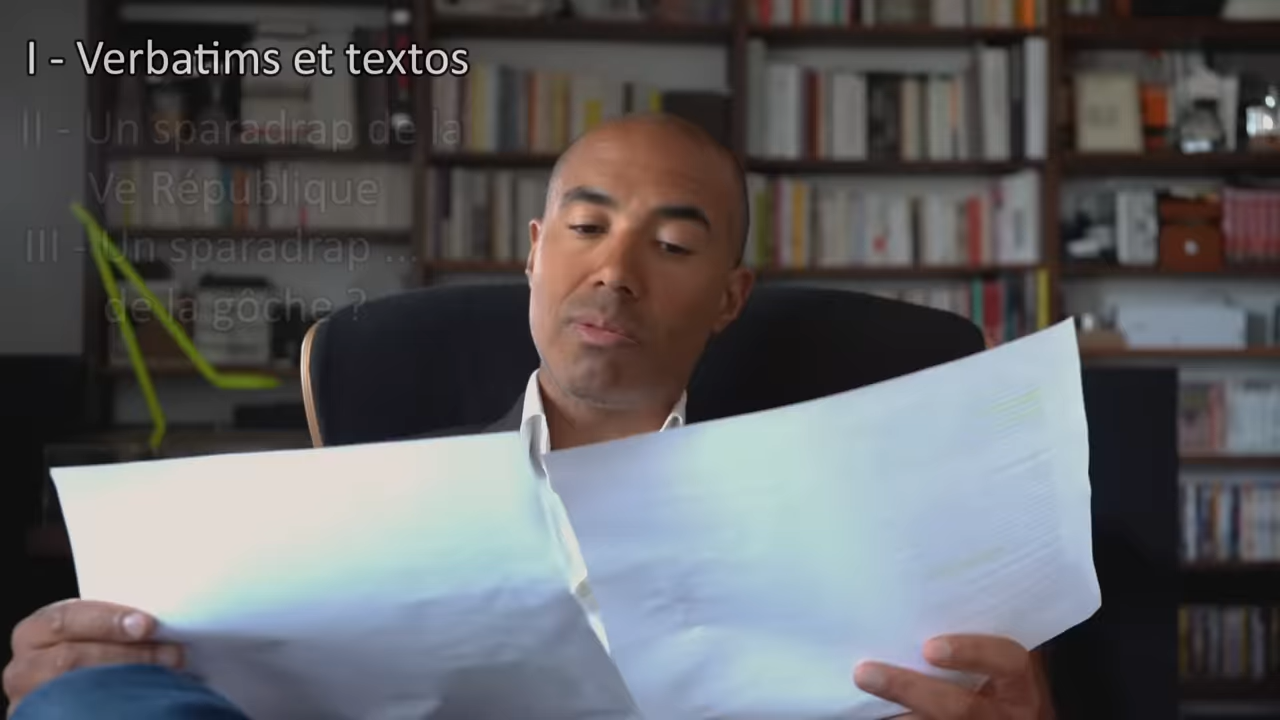 I - Verbatims et textos
II - Un sparadrap de la
Ve République
III - Un sparadrap ...
de la gôche ?